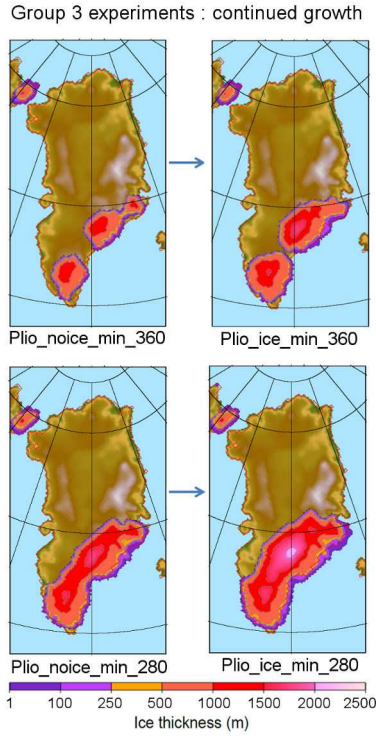 Group 3 experiments : continued growth
Plio_noice_min_360 Plio_ice_min_360
Plio_noice_min_280 Plio_ice_min_280
1 100 250 500 1000 1500 2000 2500
Ice thickness (m)